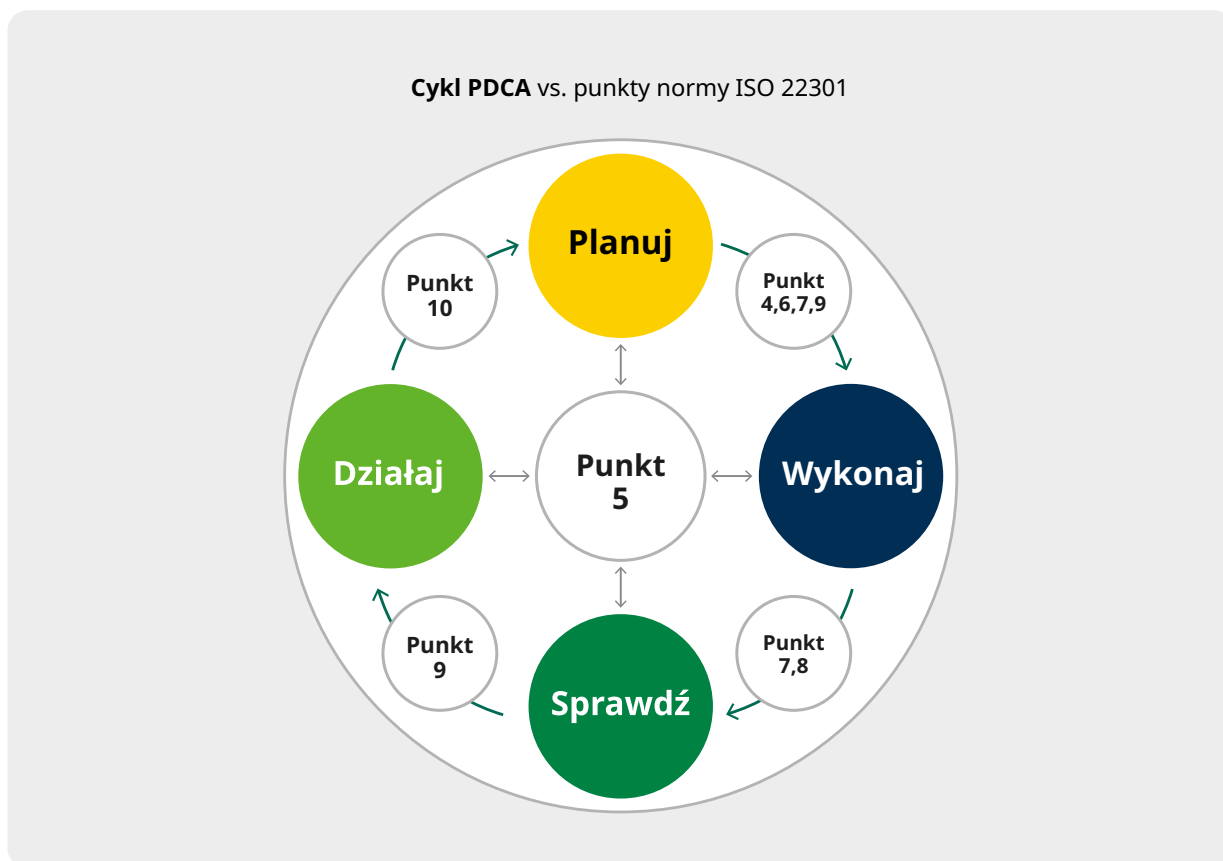 Cykl PDCA vs. punkty normy ISO 22301
Planuj
Punkt
10
Punkt
4,6,7,9
Działaj
Punkt
5
Wykonaj
Punkt
9
Punkt
7,8
Sprawdź